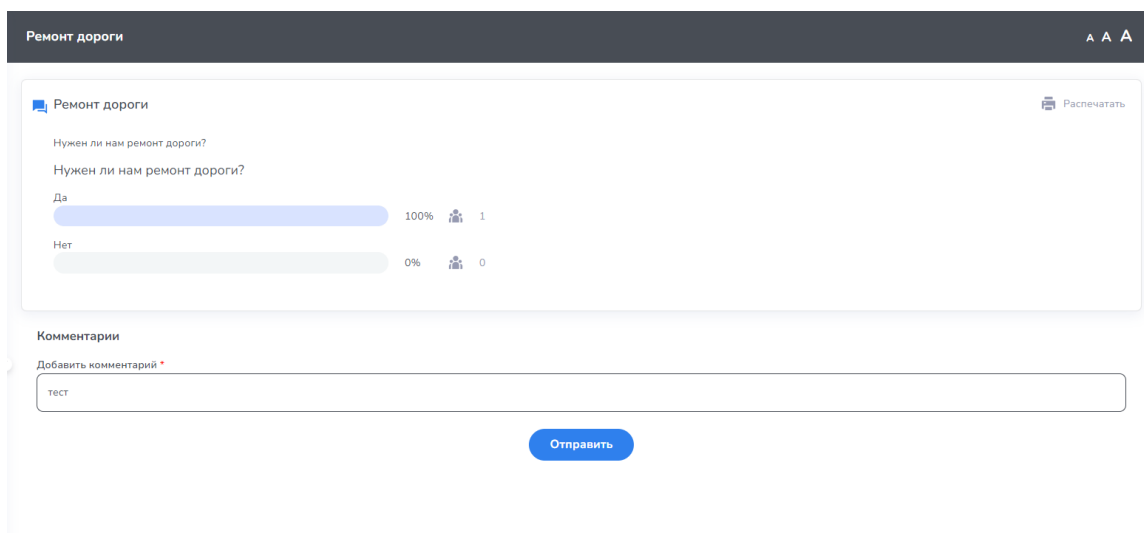 Ремонт дороги
A A A
Ремонт дороги
Распечатать
Нужен ли нам ремонт дороги?
Нужен ли нам ремонт дороги?
Да
100% 1
Нет
0% 0
Комментарии
Добавить комментарий *
тест
Отправить